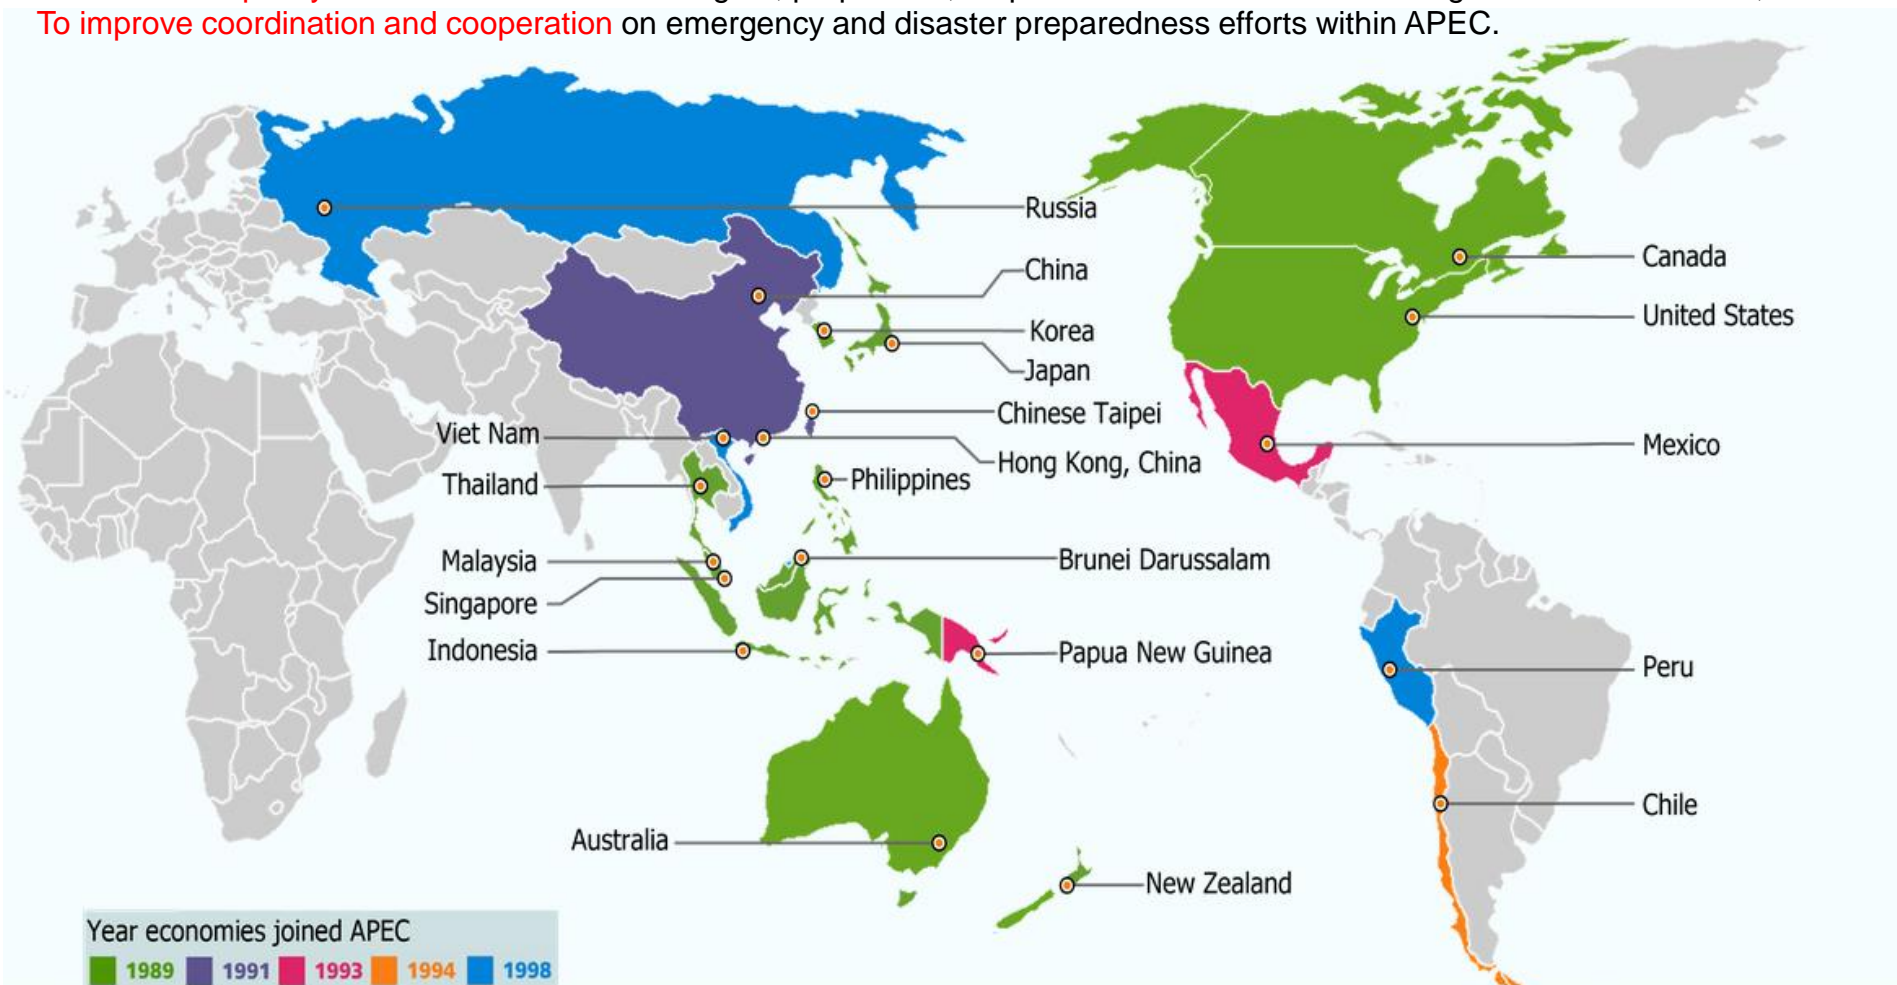 To improve coordination and cooperation on emergency and disaster preparedness efforts within APEC.
Russia
China
Korea
Japan
Chinese Taipei
Hong Kong, China
Viet Nam
Thailand
Philippines
Malaysia
Singapore
Brunei Darussalam
Indonesia
Papua New Guinea
Australia
New Zealand
Canada
United States
Mexico
Peru
Chile
Year economies joined APEC
1989 1991 1993 1994 1998